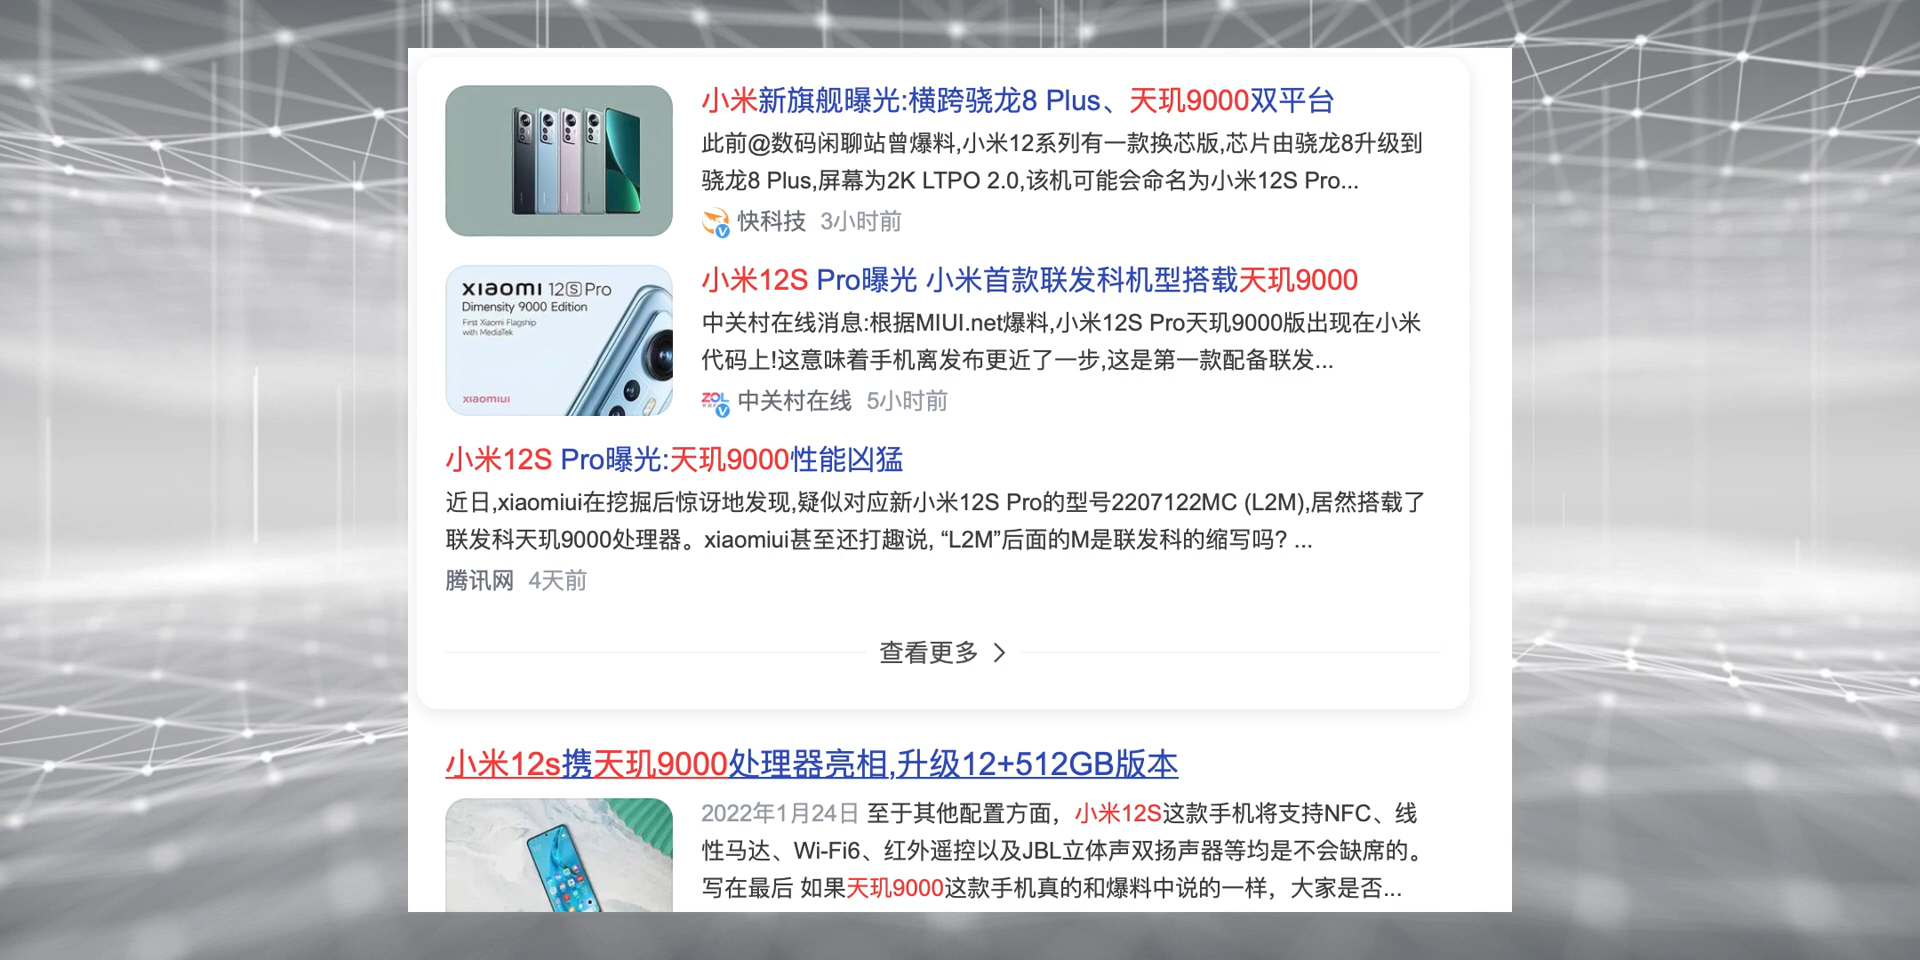 小米新旗舰曝光:横跨骁龙8 Plus、天玑9000双平台
此前@数码闲聊站曾爆料,小米12系列有一款换芯版,芯片由骁龙8升级到
骁龙8 Plus,屏幕为2K LTPO 2.0,该机可能会命名为小米12S Pro...
快科技 3小时前
xiaomi 12S Pro
Dimensity 9000 Edition
First Xiaomi Flagship
with MediaTek
xiaomiui
小米12S Pro曝光 小米首款联发科机型搭载天玑9000
中关村在线消息:根据MIUI.net爆料,小米12S Pro天玑9000版出现在小米
代码上!这意味着手机离发布更近了一步,这是第一款配备联发...
ZOL 中关村在线 5小时前
小米12S Pro曝光:天玑9000性能凶猛
近日,xiaomiui在挖掘后惊讶地发现,疑似对应新小米12S Pro的型号2207122MC (L2M),居然搭载了
联发科天玑9000处理器。xiaomiui甚至还打趣说, “L2M”后面的M是联发科的缩写吗? ...
腾讯网 4天前
查看更多
小米12s携天玑9000处理器亮相,升级12+512GB版本
2022年1月24日 至于其他配置方面，小米12S这款手机将支持NFC、线
性马达、Wi-Fi6、红外遥控以及JBL立体声双扬声器等均是不会缺席的。
写在最后 如果天玑9000这款手机真的和爆料中说的一样，大家是否...